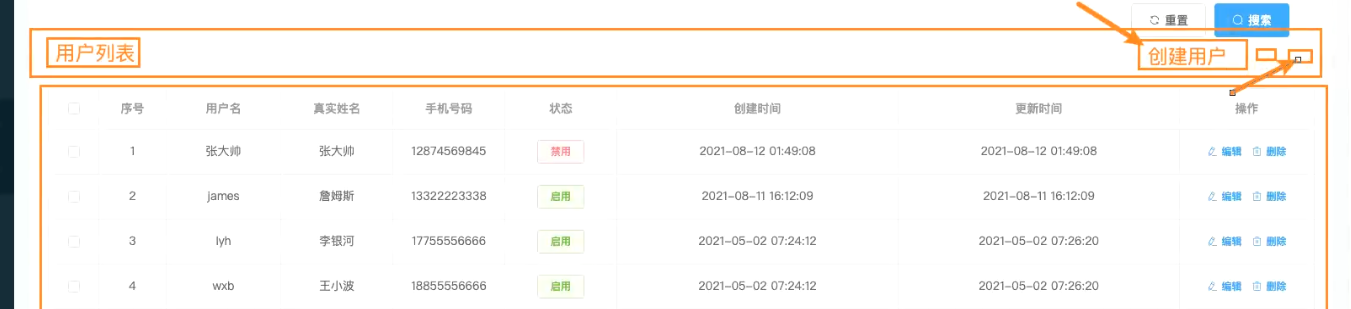 重置 搜索
用户列表 创建用户
序号 用户名 真实姓名 手机号码 状态 创建时间 更新时间 操作
1 张大帅 张大帅 12874569845 禁用 2021-08-12 01:49:08 2021-08-12 01:49:08 编辑 删除
2 james 詹姆斯 13322223338 启用 2021-08-11 16:12:09 2021-08-11 16:12:09 编辑 删除
3 lyh 李银河 17755556666 启用 2021-05-02 07:24:12 2021-05-02 07:26:20 编辑 删除
4 wxb 王小波 18855556666 启用 2021-05-02 07:24:12 2021-05-02 07:26:20 编辑 删除